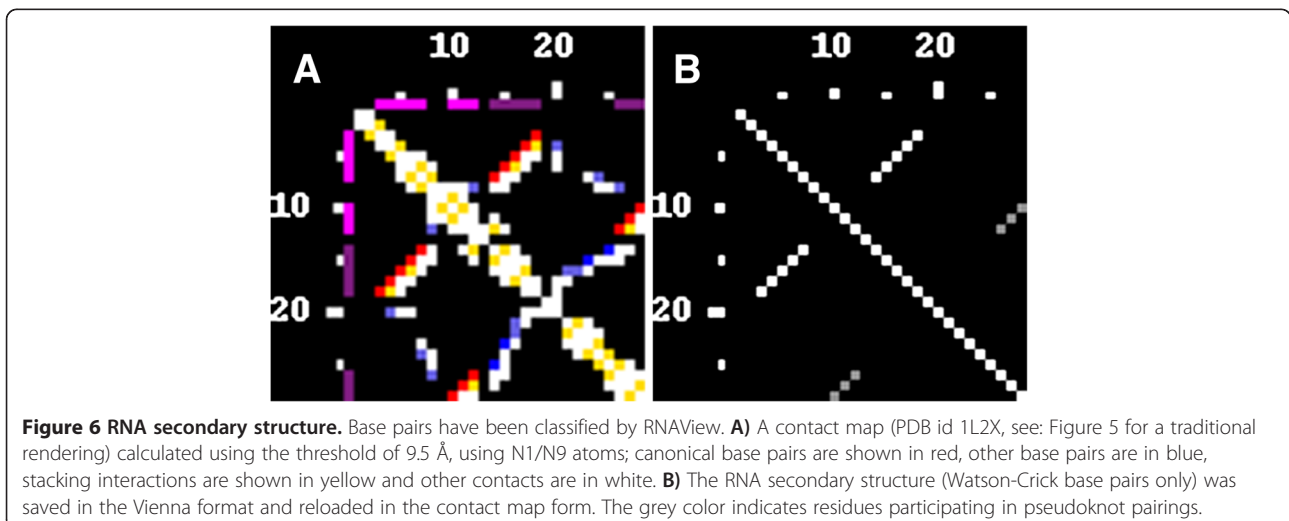 10 20
10 20
A
B
10
10
20
20
Figure 6 RNA secondary structure. Base pairs have been classified by RNAView. A) A contact map (PDB id 1L2X, see: Figure 5 for a traditional
rendering) calculated using the threshold of 9.5 Å, using N1/N9 atoms; canonical base pairs are shown in red, other base pairs are in blue,
stacking interactions are shown in yellow and other contacts are in white. B) The RNA secondary structure (Watson-Crick base pairs only) was
saved in the Vienna format and reloaded in the contact map form. The grey color indicates residues participating in pseudoknot pairings.